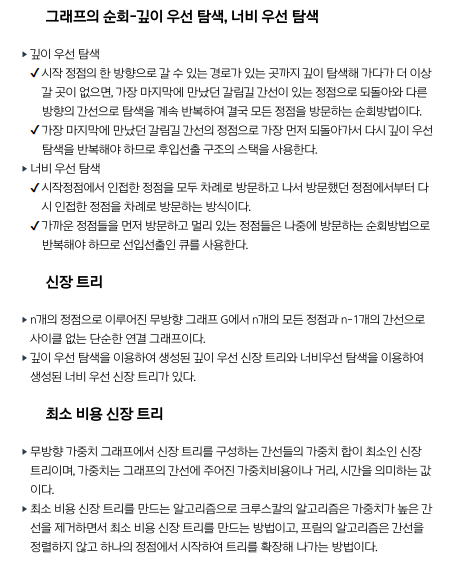 그래프의 순회-깊이 우선 탐색, 너비 우선 탐색
▸ 깊이 우선 탐색
✔ 시작 정점의 한 방향으로 갈 수 있는 경로가 있는 곳까지 깊이 탐색해 가다가 더 이상
갈 곳이 없으면, 가장 마지막에 만났던 갈림길 간선이 있는 정점으로 되돌아와 다른
방향의 간선으로 탐색을 계속 반복하여 결국 모든 정점을 방문하는 순회방법이다.
✔ 가장 마지막에 만났던 갈림길 간선의 정점으로 가장 먼저 되돌아가서 다시 깊이 우선
탐색을 반복해야 하므로 후입선출 구조의 스택을 사용한다.
▸ 너비 우선 탐색
✔ 시작정점에서 인접한 정점을 모두 차례로 방문하고 나서 방문했던 정점에서부터 다
시 인접한 정점을 차례로 방문하는 방식이다.
✔ 가까운 정점들을 먼저 방문하고 멀리 있는 정점들은 나중에 방문하는 순회방법으로
반복해야 하므로 선입선출인 큐를 사용한다.
신장 트리
▸ n개의 정점으로 이루어진 무방향 그래프 G에서 n개의 모든 정점과 n-1개의 간선으로
사이클 없는 단순한 연결 그래프이다.
▸ 깊이 우선 탐색을 이용하여 생성된 깊이 우선 신장 트리와 너비우선 탐색을 이용하여
생성된 너비 우선 신장 트리가 있다.
최소 비용 신장 트리
▸ 무방향 가중치 그래프에서 신장 트리를 구성하는 간선들의 가중치 합이 최소인 신장
트리이며, 가중치는 그래프의 간선에 주어진 가중치비용이나 거리, 시간을 의미하는 값
이다.
▸ 최소 비용 신장 트리를 만드는 알고리즘으로 크루스칼의 알고리즘은 가중치가 높은 간
선을 제거하면서 최소 비용 신장 트리를 만드는 방법이고, 프림의 알고리즘은 간선을
정렬하지 않고 하나의 정점에서 시작하여 트리를 확장해 나가는 방법이다.